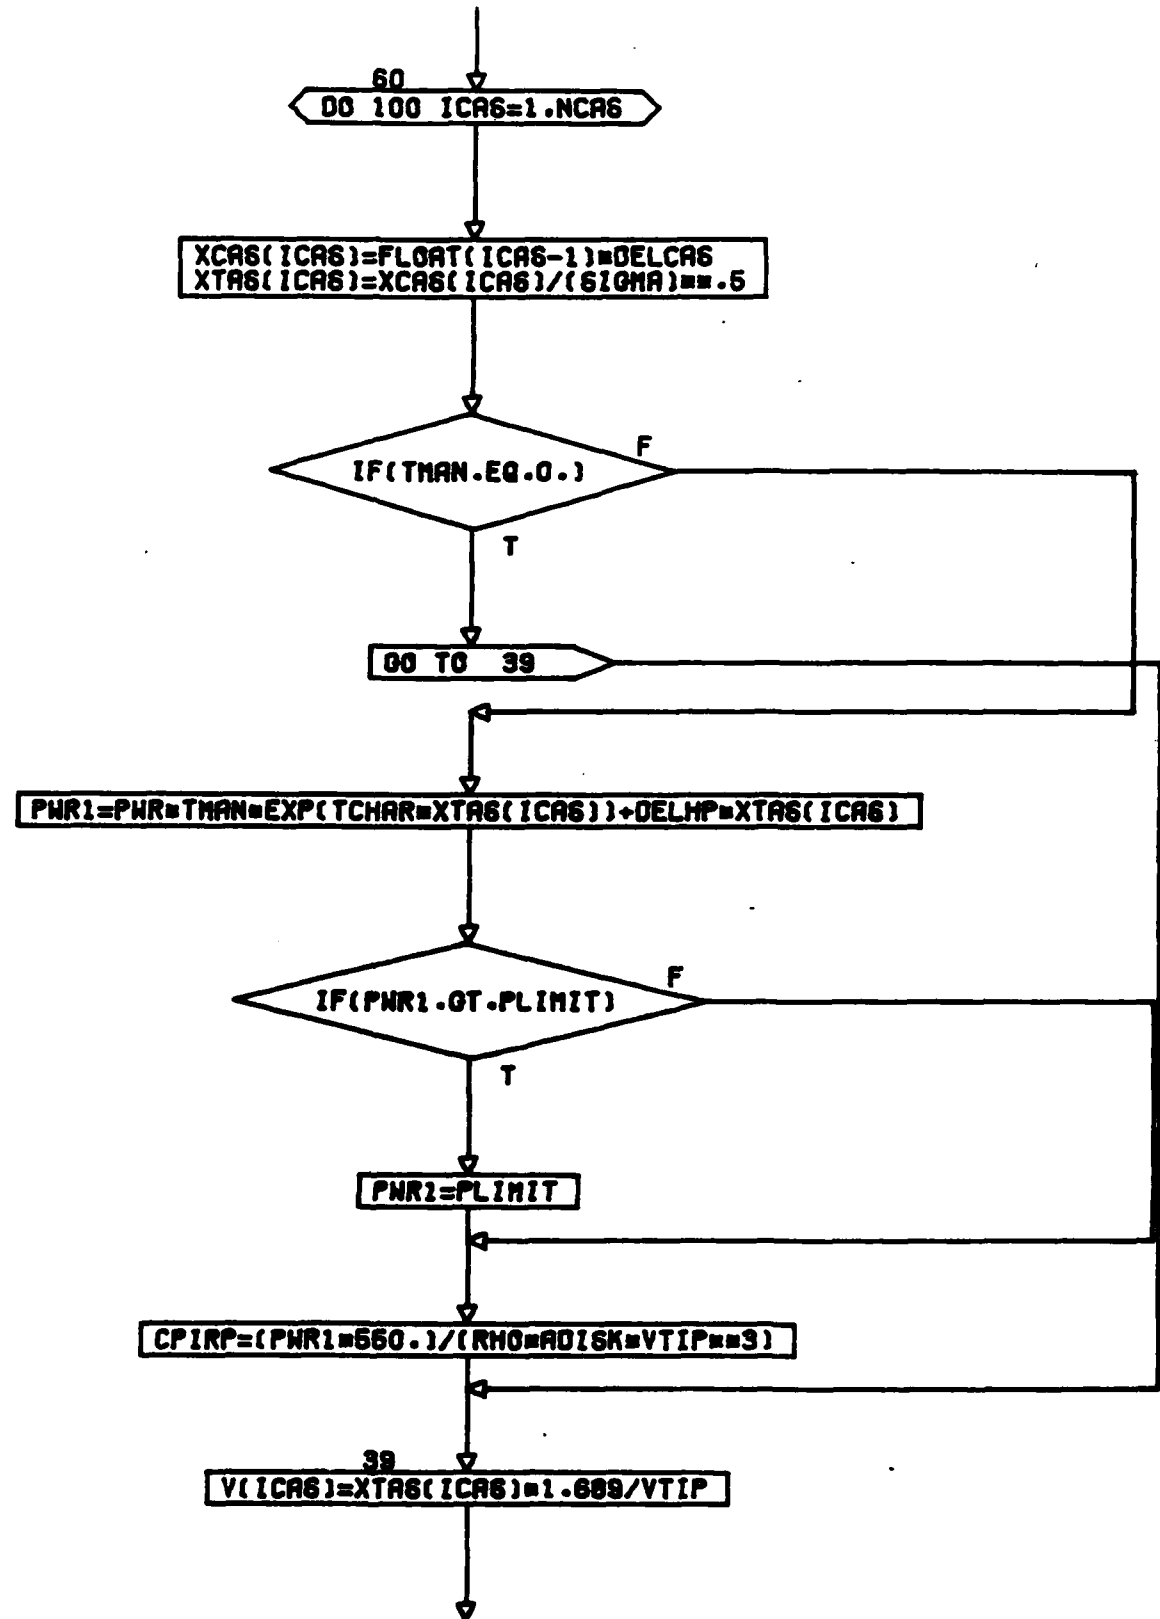 60
DO 100 ICAS=1.NCAS
XCAS(ICAS)=FLOAT(ICAS-1)*DELCAS
XTAS(ICAS)=XCAS(ICAS)/(SIGMA)**.5
IF(TMAN.EQ.0.)
F
T
GO TO 39
PWR1=PWR*TMAN*EXP(TCHAR*XTAS(ICAS))+DELHP*XTAS(ICAS)
IF(PWR1.GT.PLIMIT)
F
T
PWR1=PLIMIT
CPIRP=(PWR1*550.)/(RHO*ADISK*VTIP**3)
39
V(ICAS)=XTAS(ICAS)*1.689/VTIP